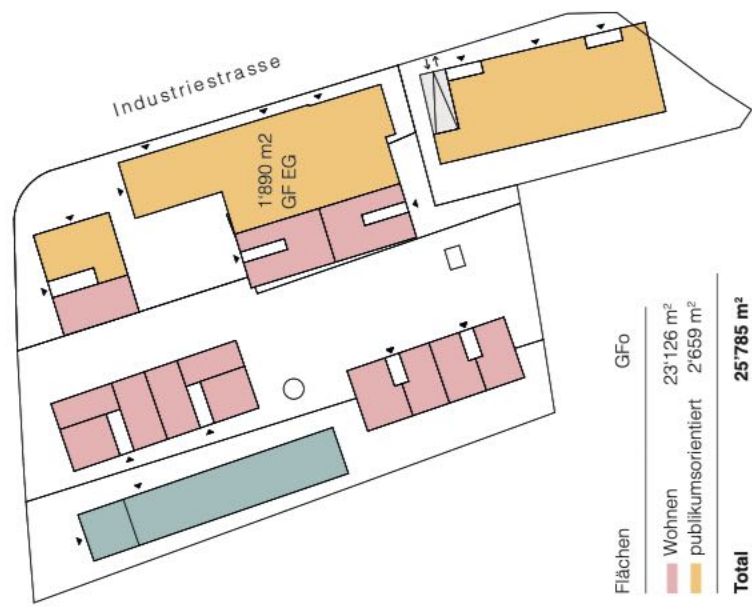 Industriestrasse
1'890 m2
GF EG
Flächen GFo
Wohnen 23'126 m²
publikumsorientiert 2'659 m²
Total 25'785 m²